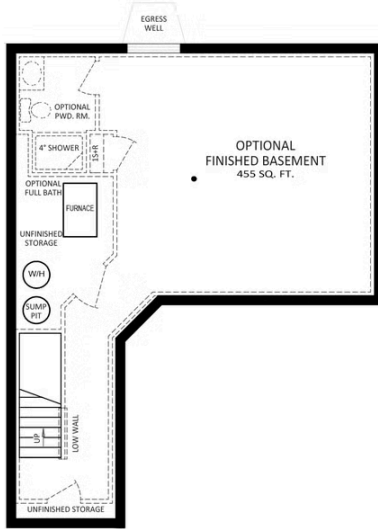 EGRESS
WELL
OPTIONAL
PWD. RM.
4" SHOWER
1S+R
OPTIONAL
FULL BATH
FURNACE
OPTIONAL
FINISHED BASEMENT
455 SQ. FT.
UNFINISHED
STORAGE
W/H
SUMP
PIT
UP
LOW WALL
UNFINISHED STORAGE